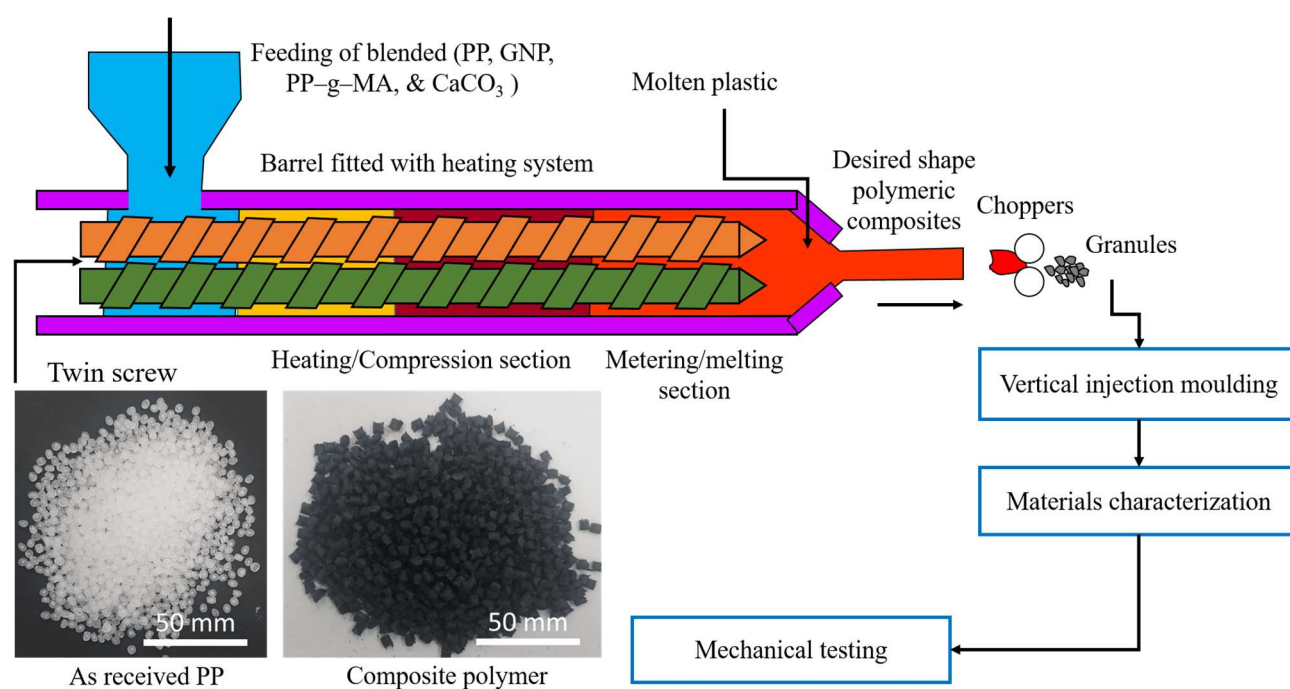 Feeding of blended (PP, GNP,
PP–g–MA, & CaCO₃ )
Molten plastic
Barrel fitted with heating system
Desired shape
polymeric
composites
Choppers
Granules
Twin screw
Heating/Compression section
Metering/melting
section
Vertical injection moulding
Materials characterization
Mechanical testing
50 mm
50 mm
As received PP
Composite polymer